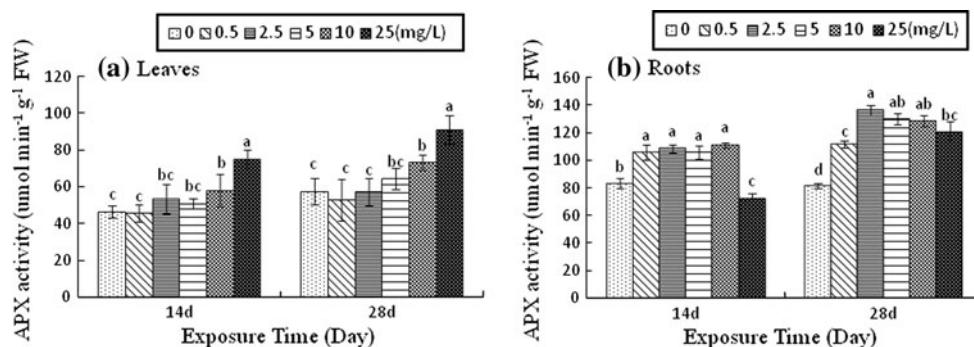 0 0.5 2.5 5 10 25(mg/L)
(a) Leaves
APX activity (umol min⁻¹ g⁻¹ FW)
120
100
80
60
40
20
0
c c bc bc b a
c c c bc b a
14d 28d
Exposure Time (Day)
0 0.5 2.5 5 10 25(mg/L)
(b) Roots
APX activity (umol min⁻¹ g⁻¹ FW)
160
140
120
100
80
60
40
20
0
b a a a a c
d c a ab ab bc
14d 28d
Exposure Time (Day)